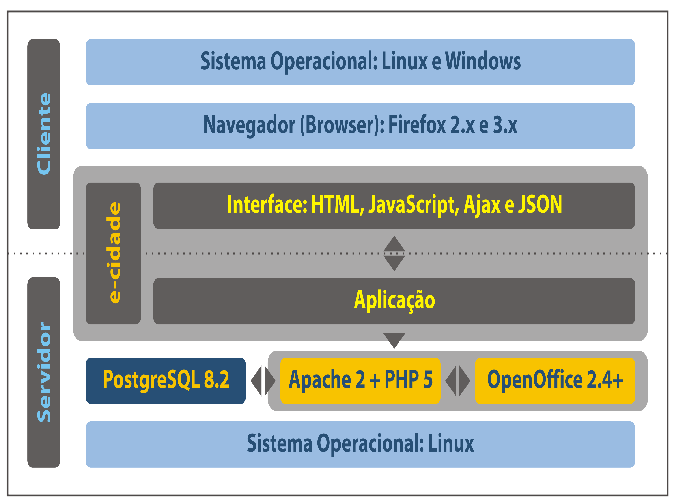 Cliente
Sistema Operacional: Linux e Windows
Navegador (Browser): Firefox 2.x e 3.x
e-cidade
Interface: HTML, JavaScript, Ajax e JSON
Aplicação
Servidor
PostgreSQL 8.2
Apache 2 + PHP 5
OpenOffice 2.4+
Sistema Operacional: Linux